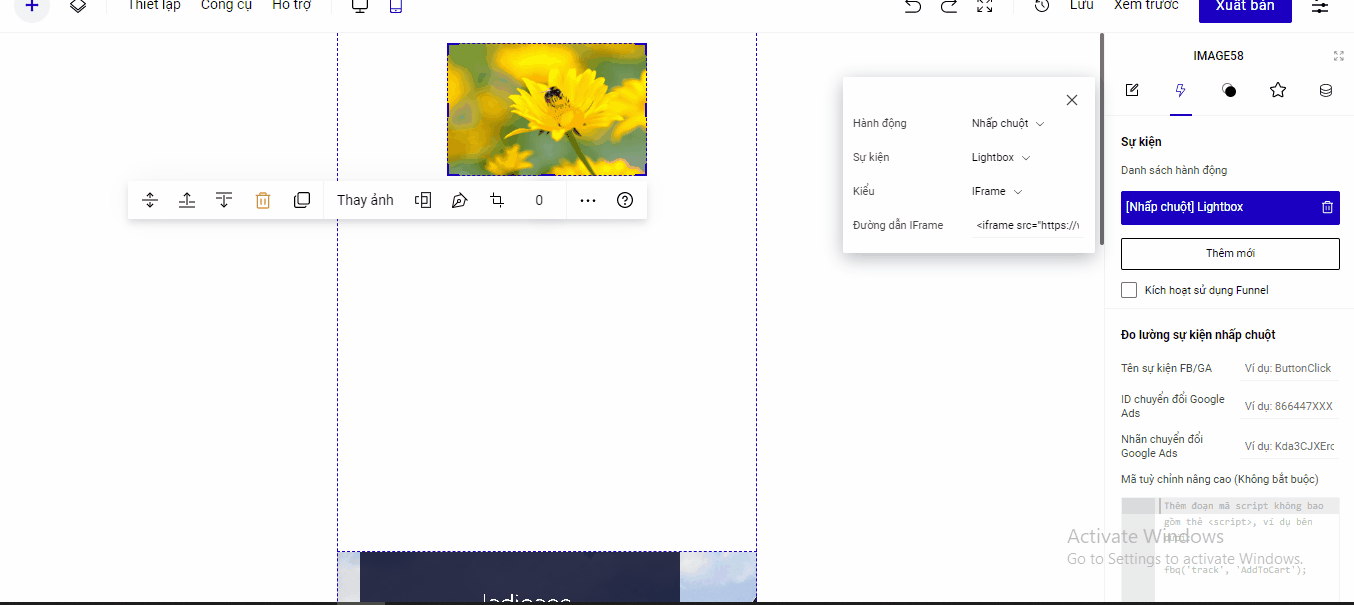 Thiết lập Công cụ Hỗ trợ Lưu Xem trước Xuất bản
IMAGE58
Hành động Nhấp chuột
Sự kiện Lightbox
Kiểu IFrame
Đường dẫn IFrame <iframe src="https://
Thay ảnh 0
Sự kiện
Danh sách hành động
[Nhấp chuột] Lightbox
Thêm mới
Kích hoạt sử dụng Funnel
Đo lường sự kiện nhấp chuột
Tên sự kiện FB/GA Ví dụ: ButtonClick
ID chuyển đổi Google
Ads
Ví dụ: 866447XXX
Nhãn chuyển đổi
Google Ads
Ví dụ: Kda3CJXErc
Mã tuỳ chỉnh nâng cao (Không bắt buộc)
Thêm đoạn mã script không bao
gồm thẻ <script>, ví dụ bên
fbq('track', 'AddToCart');
Activate Windows
Go to Settings to activate Windows.
ladipage